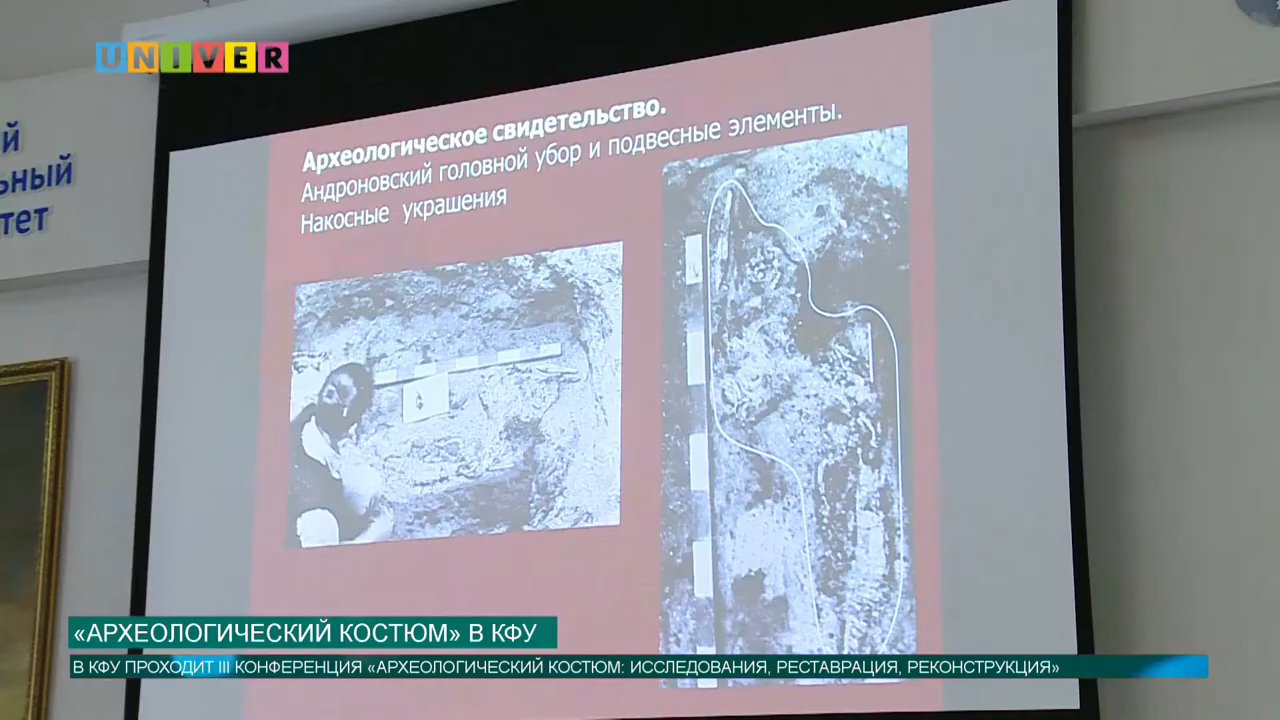 UNIVER
й
ьный
тет
Археологическое свидетельство.
Андроновский головной убор и подвесные элементы.
Накосные украшения
«АРХЕОЛОГИЧЕСКИЙ КОСТЮМ» В КФУ
В КФУ ПРОХОДИТ III КОНФЕРЕНЦИЯ «АРХЕОЛОГИЧЕСКИЙ КОСТЮМ: ИССЛЕДОВАНИЯ, РЕСТАВРАЦИЯ, РЕКОНСТРУКЦИЯ»